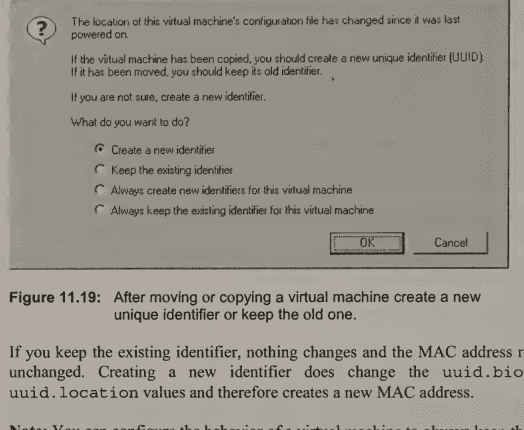 The location of this virtual machine's configuration file has changed since it was last
powered on.
If the virtual machine has been copied, you should create a new unique identifier (UUID).
If it has been moved, you should keep its old identifier.
If you are not sure, create a new identifier.
What do you want to do?
Create a new identifier
Keep the existing identifier
Always create new identifiers for this virtual machine
Always keep the existing identifier for this virtual machine
OK Cancel
Figure 11.19: After moving or copying a virtual machine create a new
unique identifier or keep the old one.
If you keep the existing identifier, nothing changes and the MAC address
unchanged. Creating a new identifier does change the uuid.bio
uuid.location values and therefore creates a new MAC address.